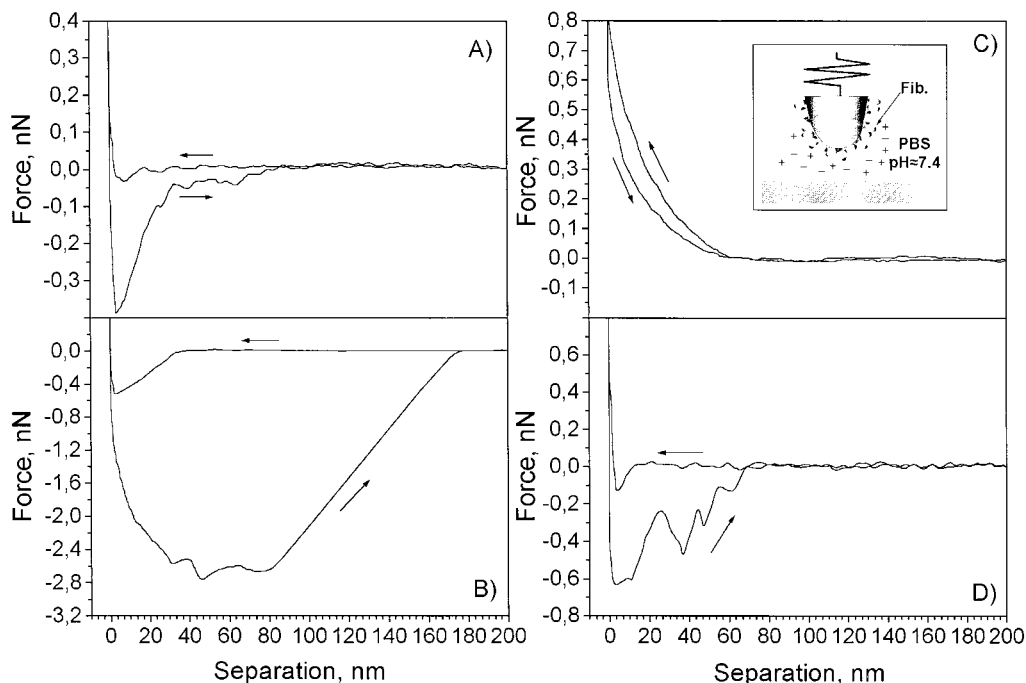 0,4
0,3
0,2
0,1
0,0
-0,1
-0,2
-0,3
Force, nN
A)
0,0
-0,4
-0,8
-1,2
-1,6
-2,0
-2,4
-2,8
-3,2
Force, nN
B)
0 20 40 60 80 100 120 140 160 180 200
Separation, nm
0,8
0,7
0,6
0,5
0,4
0,3
0,2
0,1
0,0
-0,1
Force, nN
C)
Fib.
PBS
pH≈7.4
0,6
0,4
0,2
0,0
-0,2
-0,4
-0,6
-0,8
Force, nN
D)
0 20 40 60 80 100 120 140 160 180 200
Separation, nm